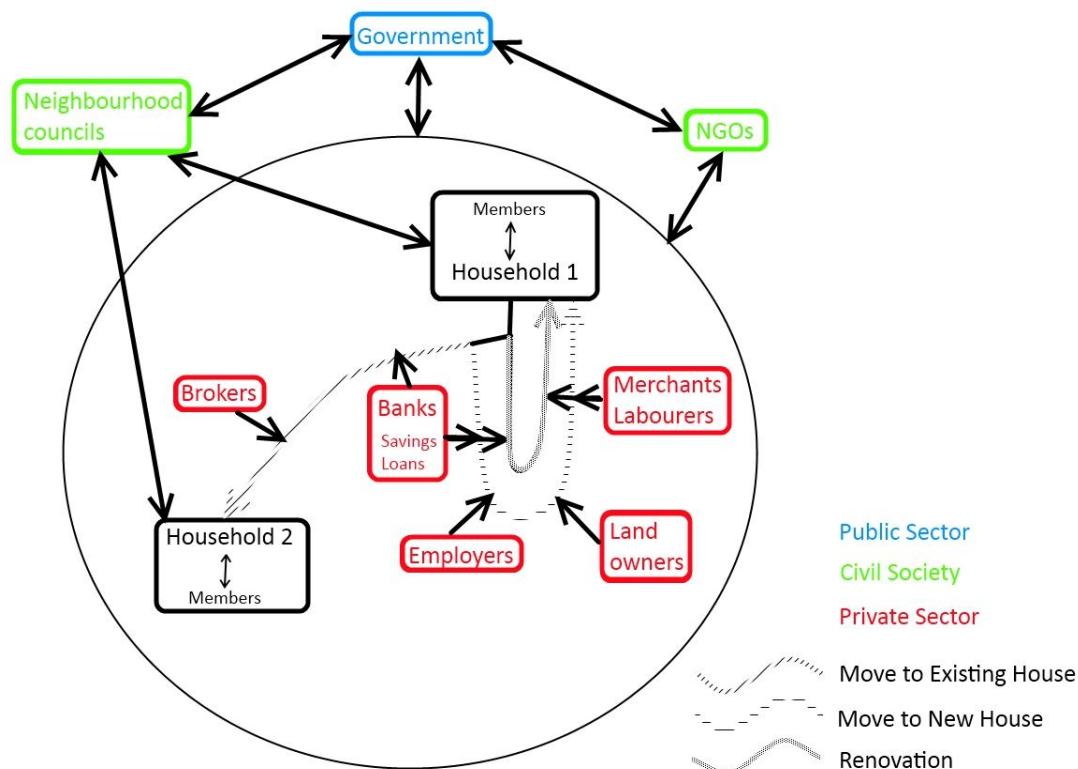 Government
Neighbourhood
councils
NGOs
Members
Household 1
Brokers
Banks
Savings
Loans
Merchants
Labourers
Household 2
Members
Employers
Land
owners
Public Sector
Civil Society
Private Sector
Move to Existing House
Move to New House
Renovation